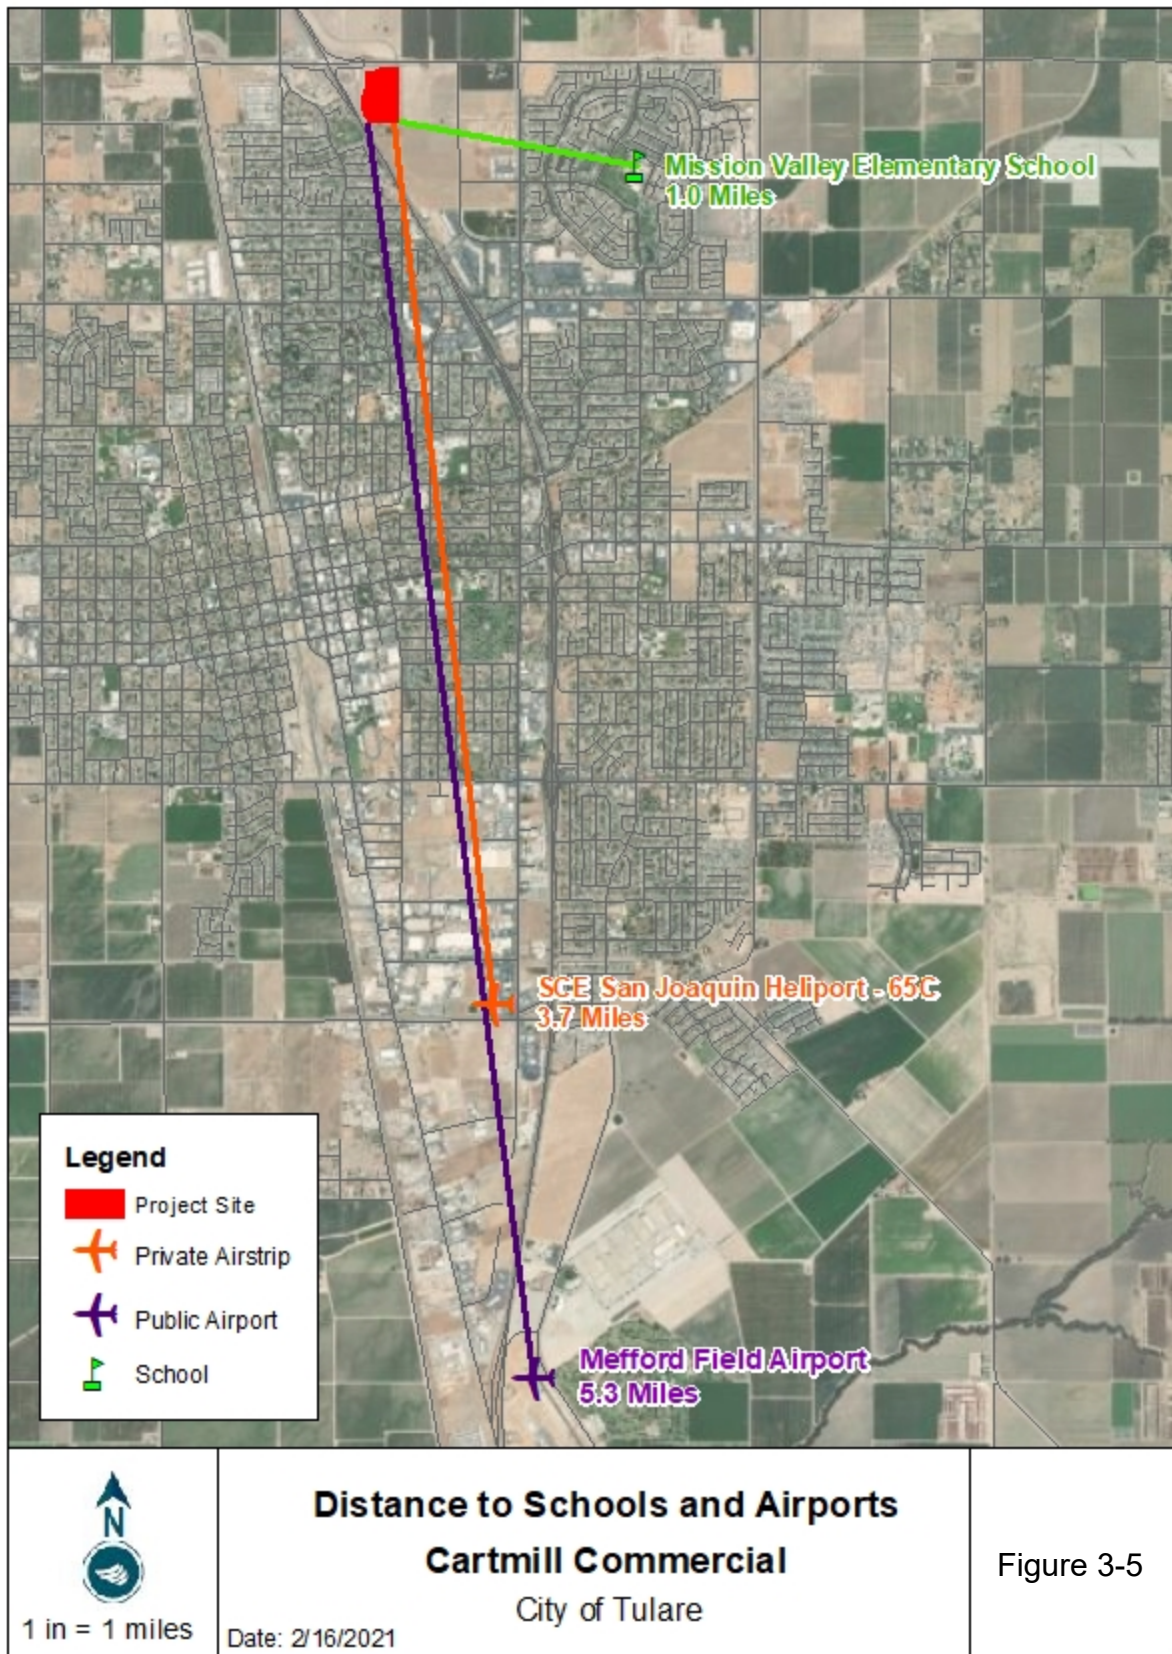 Mission Valley Elementary School
1.0 Miles
SCE San Joaquin Heliport - 65C
3.7 Miles
Mefford Field Airport
5.3 Miles
Legend
Project Site
Private Airstrip
Public Airport
School
N
1 in = 1 miles
Distance to Schools and Airports
Cartmill Commercial
City of Tulare
Date: 2/16/2021
Figure 3-5